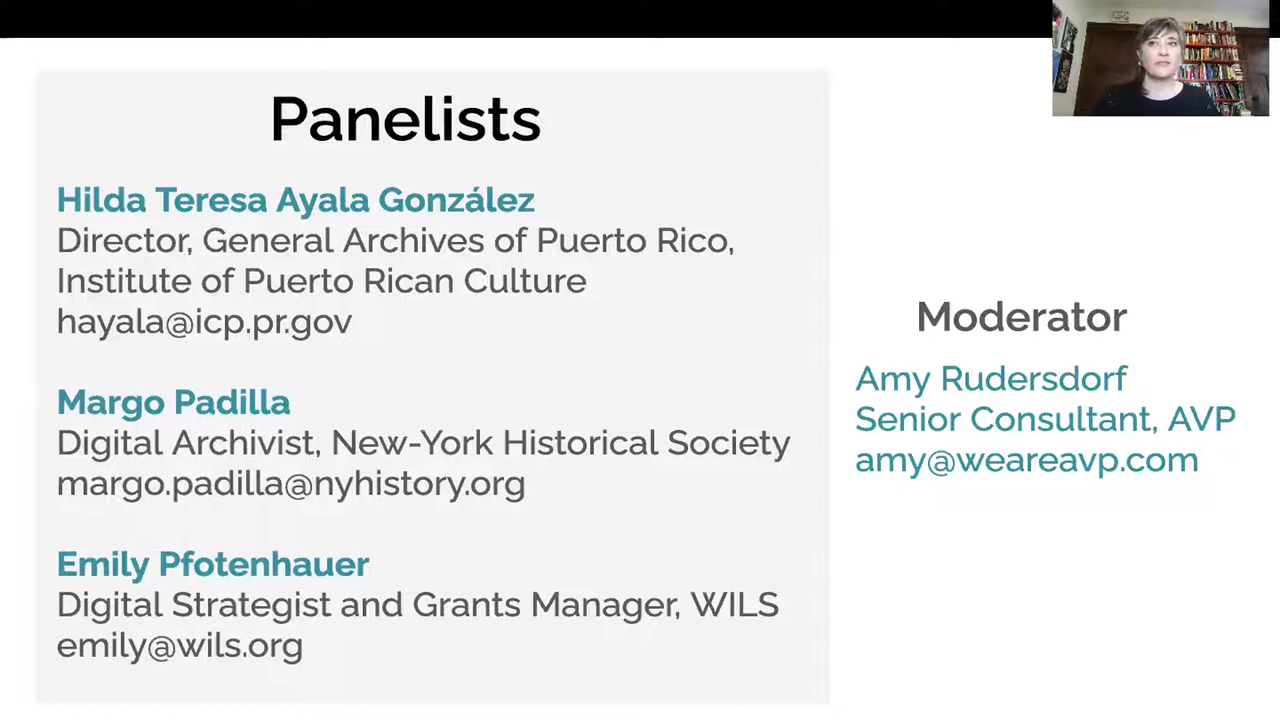 Panelists
Hilda Teresa Ayala González
Director, General Archives of Puerto Rico,
Institute of Puerto Rican Culture
hayala@icp.pr.gov
Margo Padilla
Digital Archivist, New-York Historical Society
margo.padilla@nyhistory.org
Emily Pfotenhauer
Digital Strategist and Grants Manager, WILS
emily@wils.org
Moderator
Amy Rudersdorf
Senior Consultant, AVP
amy@weareavp.com